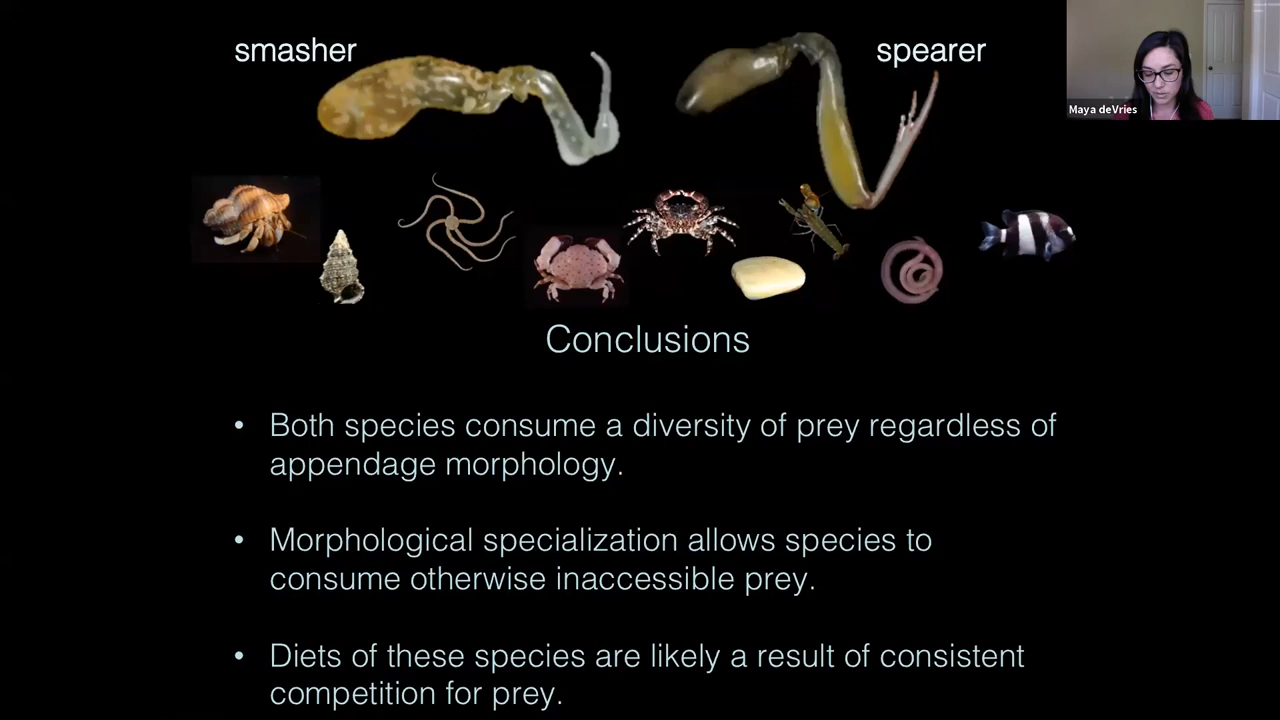 smasher
spearer
Maya deVries
Conclusions
• Both species consume a diversity of prey regardless of
appendage morphology.
• Morphological specialization allows species to
consume otherwise inaccessible prey.
• Diets of these species are likely a result of consistent
competition for prey.